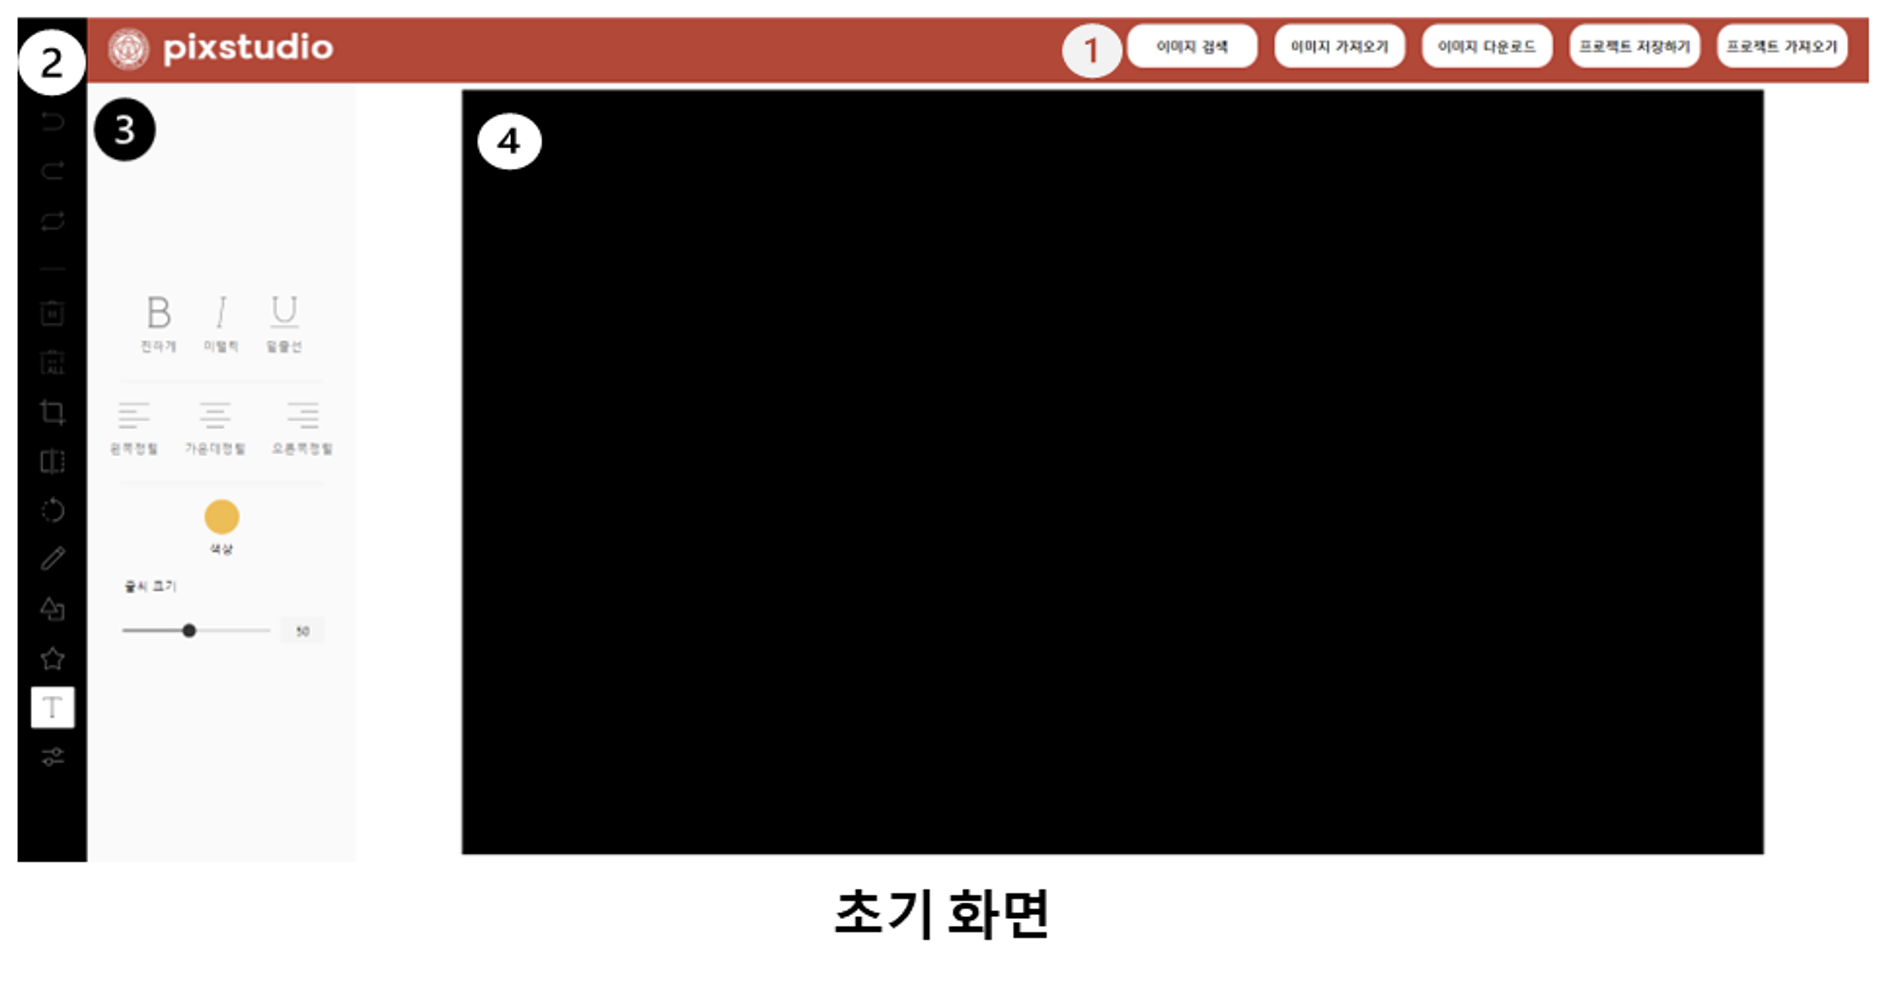 2
pixstudio
1
이미지 검색
이미지 가져오기
이미지 다운로드
프로젝트 저장하기
프로젝트 가져오기
3
4
ALL
B
I
U
진하게
이탤릭
밑줄선
왼쪽정렬
가운데정렬
오른쪽정렬
색상
글씨 크기
50
T
초기 화면